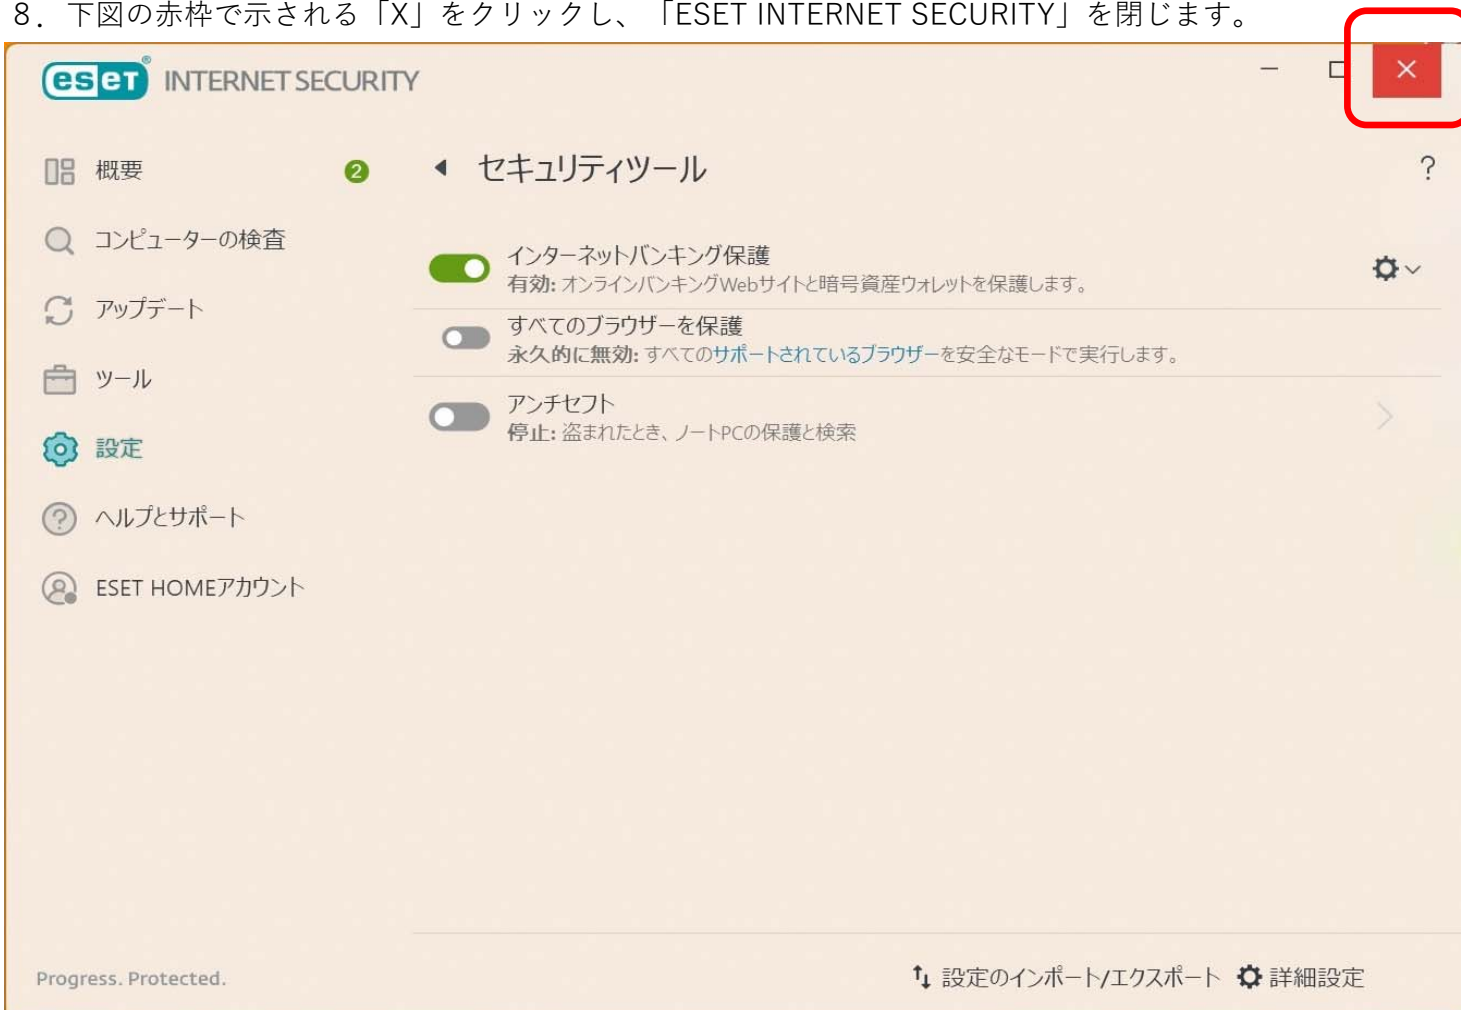 8．下図の赤枠で示される「X」をクリックし、「ESET INTERNET SECURITY」を閉じます。
eseT® INTERNET SECURITY
概要 2
コンピューターの検査
アップデート
ツール
設定
ヘルプとサポート
ESET HOMEアカウント
セキュリティツール ?
インターネットバンキング保護
有効: オンラインバンキングWebサイトと暗号資産ウォレットを保護します。
すべてのブラウザーを保護
永久的に無効: すべてのサポートされているブラウザーを安全なモードで実行します。
アンチセフト
停止: 盗まれたとき、ノートPCの保護と検索
Progress. Protected.
設定のインポート/エクスポート 詳細設定